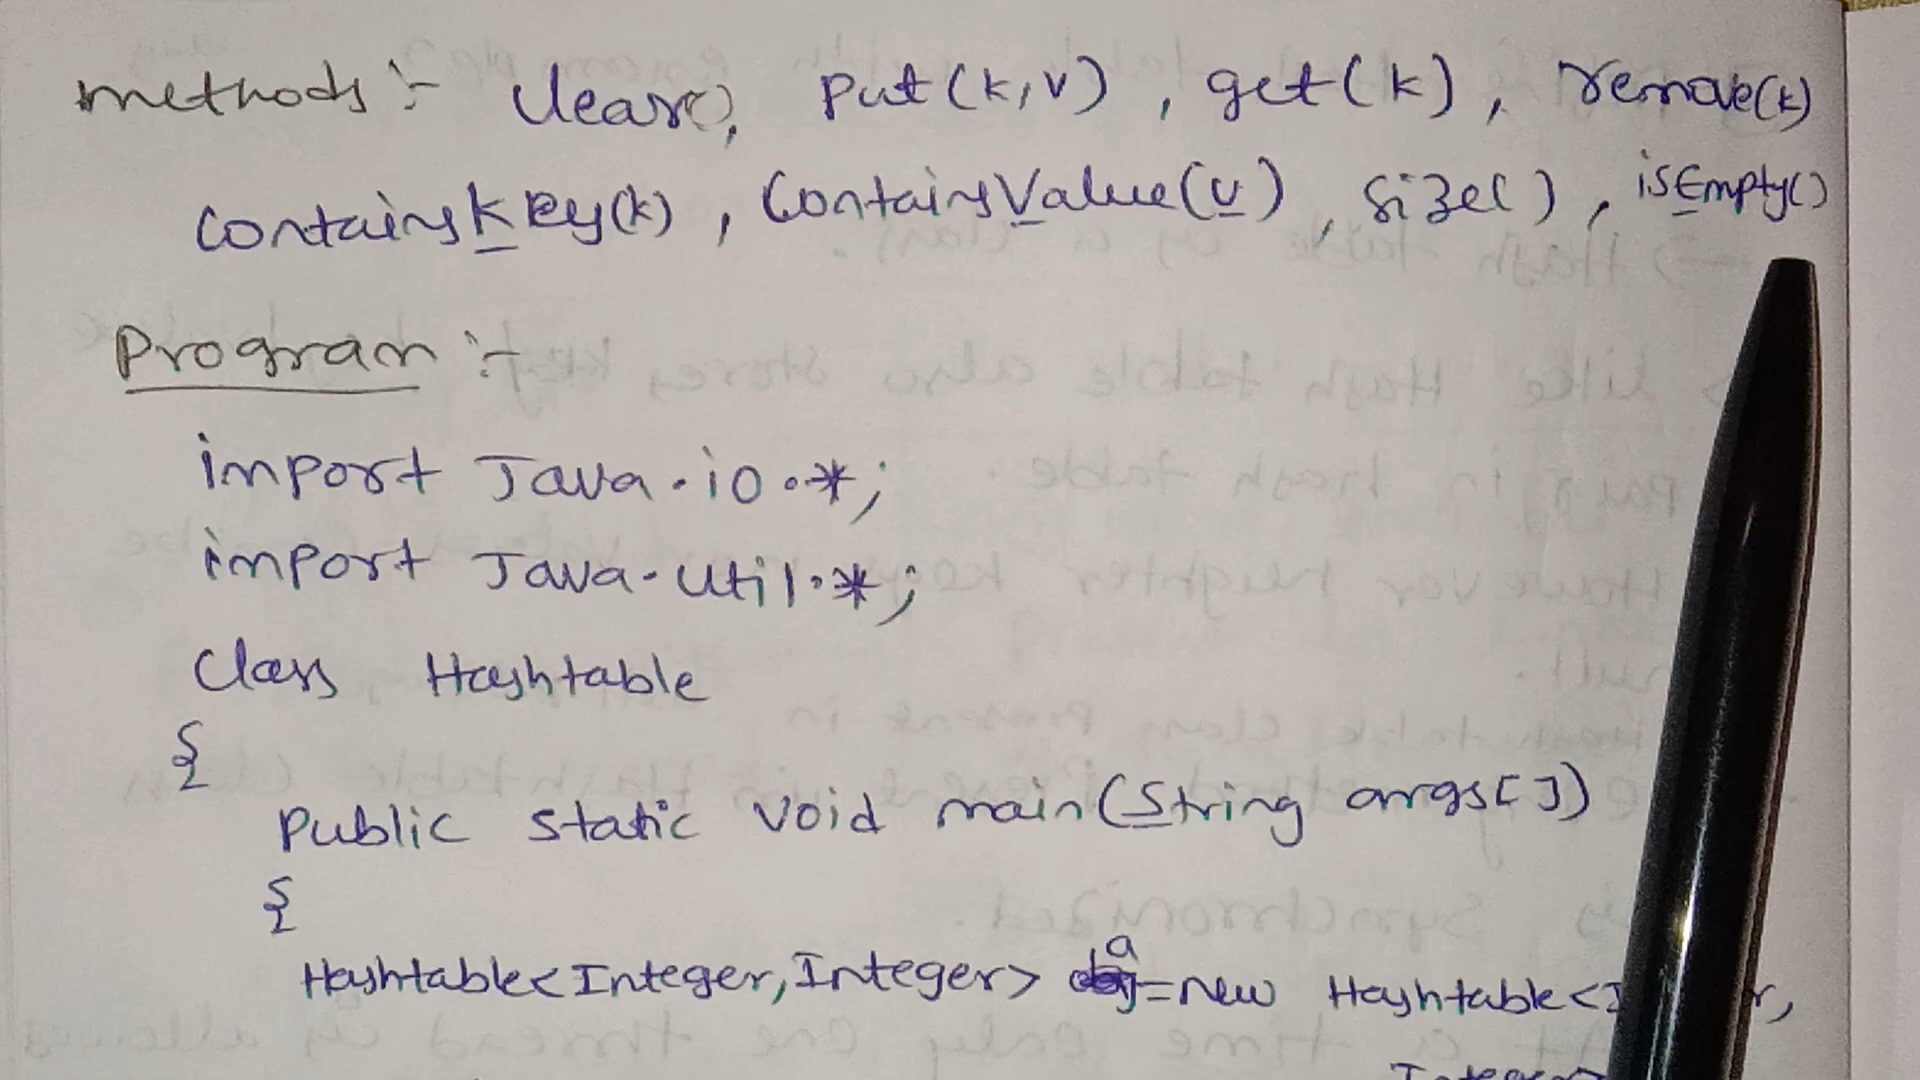 methods :- clear(), put(k,v), get(k), remove(k)
containsKey(k), containsValue(v), size(), isEmpty()
Program :-
import Java.io.*;
import Java.util.*;
class Hashtable
{
public static void main(String args[])
{
Hashtable<Integer,Integer> a=new Hashtable<I r,